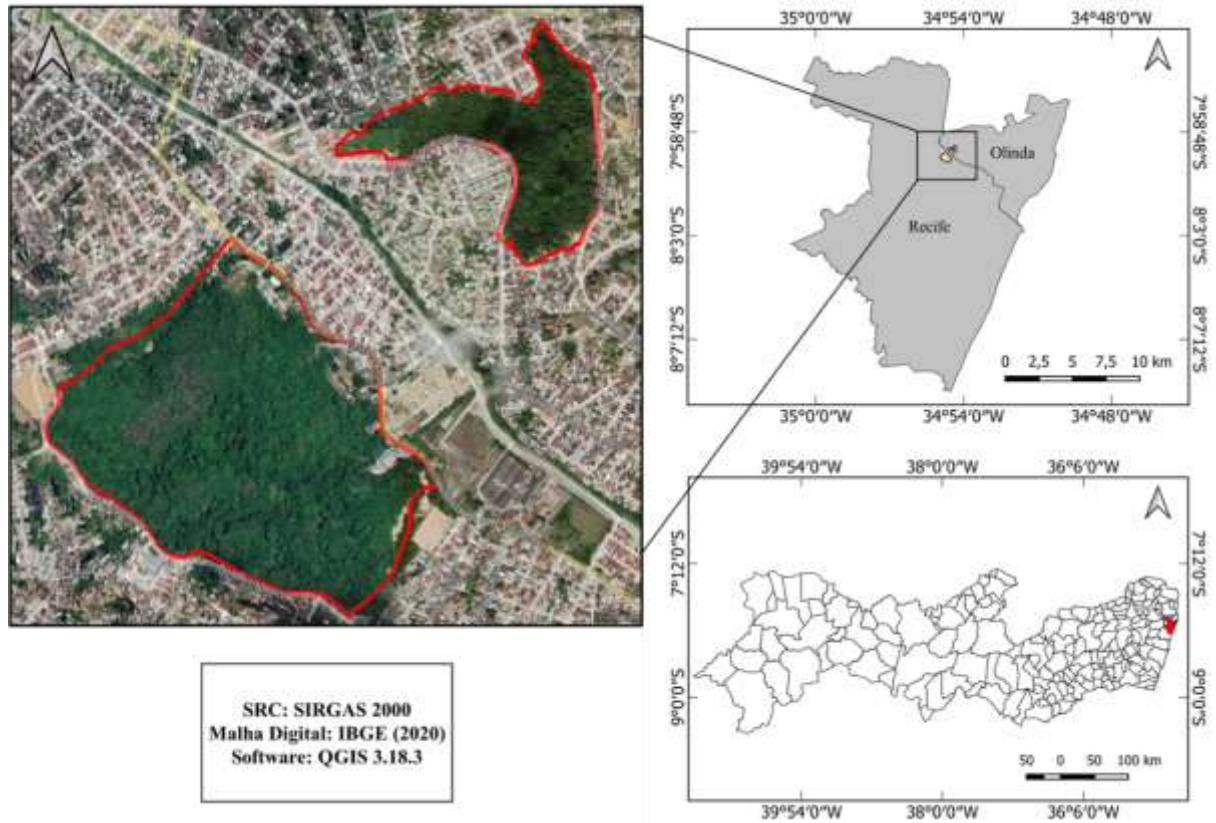 35°0'0"W 34°54'0"W 34°48'0"W
7°58'48"S 7°58'48"S
Olinda
Recife
8°3'0"S 8°3'0"S
8°7'12"S 8°7'12"S
0 2,5 5 7,5 10 km
35°0'0"W 34°54'0"W 34°48'0"W
39°54'0"W 38°0'0"W 36°6'0"W
7°12'0"S 7°12'0"S
9°0'0"S 9°0'0"S
50 0 50 100 km
39°54'0"W 38°0'0"W 36°6'0"W
SRC: SIRGAS 2000
Malha Digital: IBGE (2020)
Software: QGIS 3.18.3